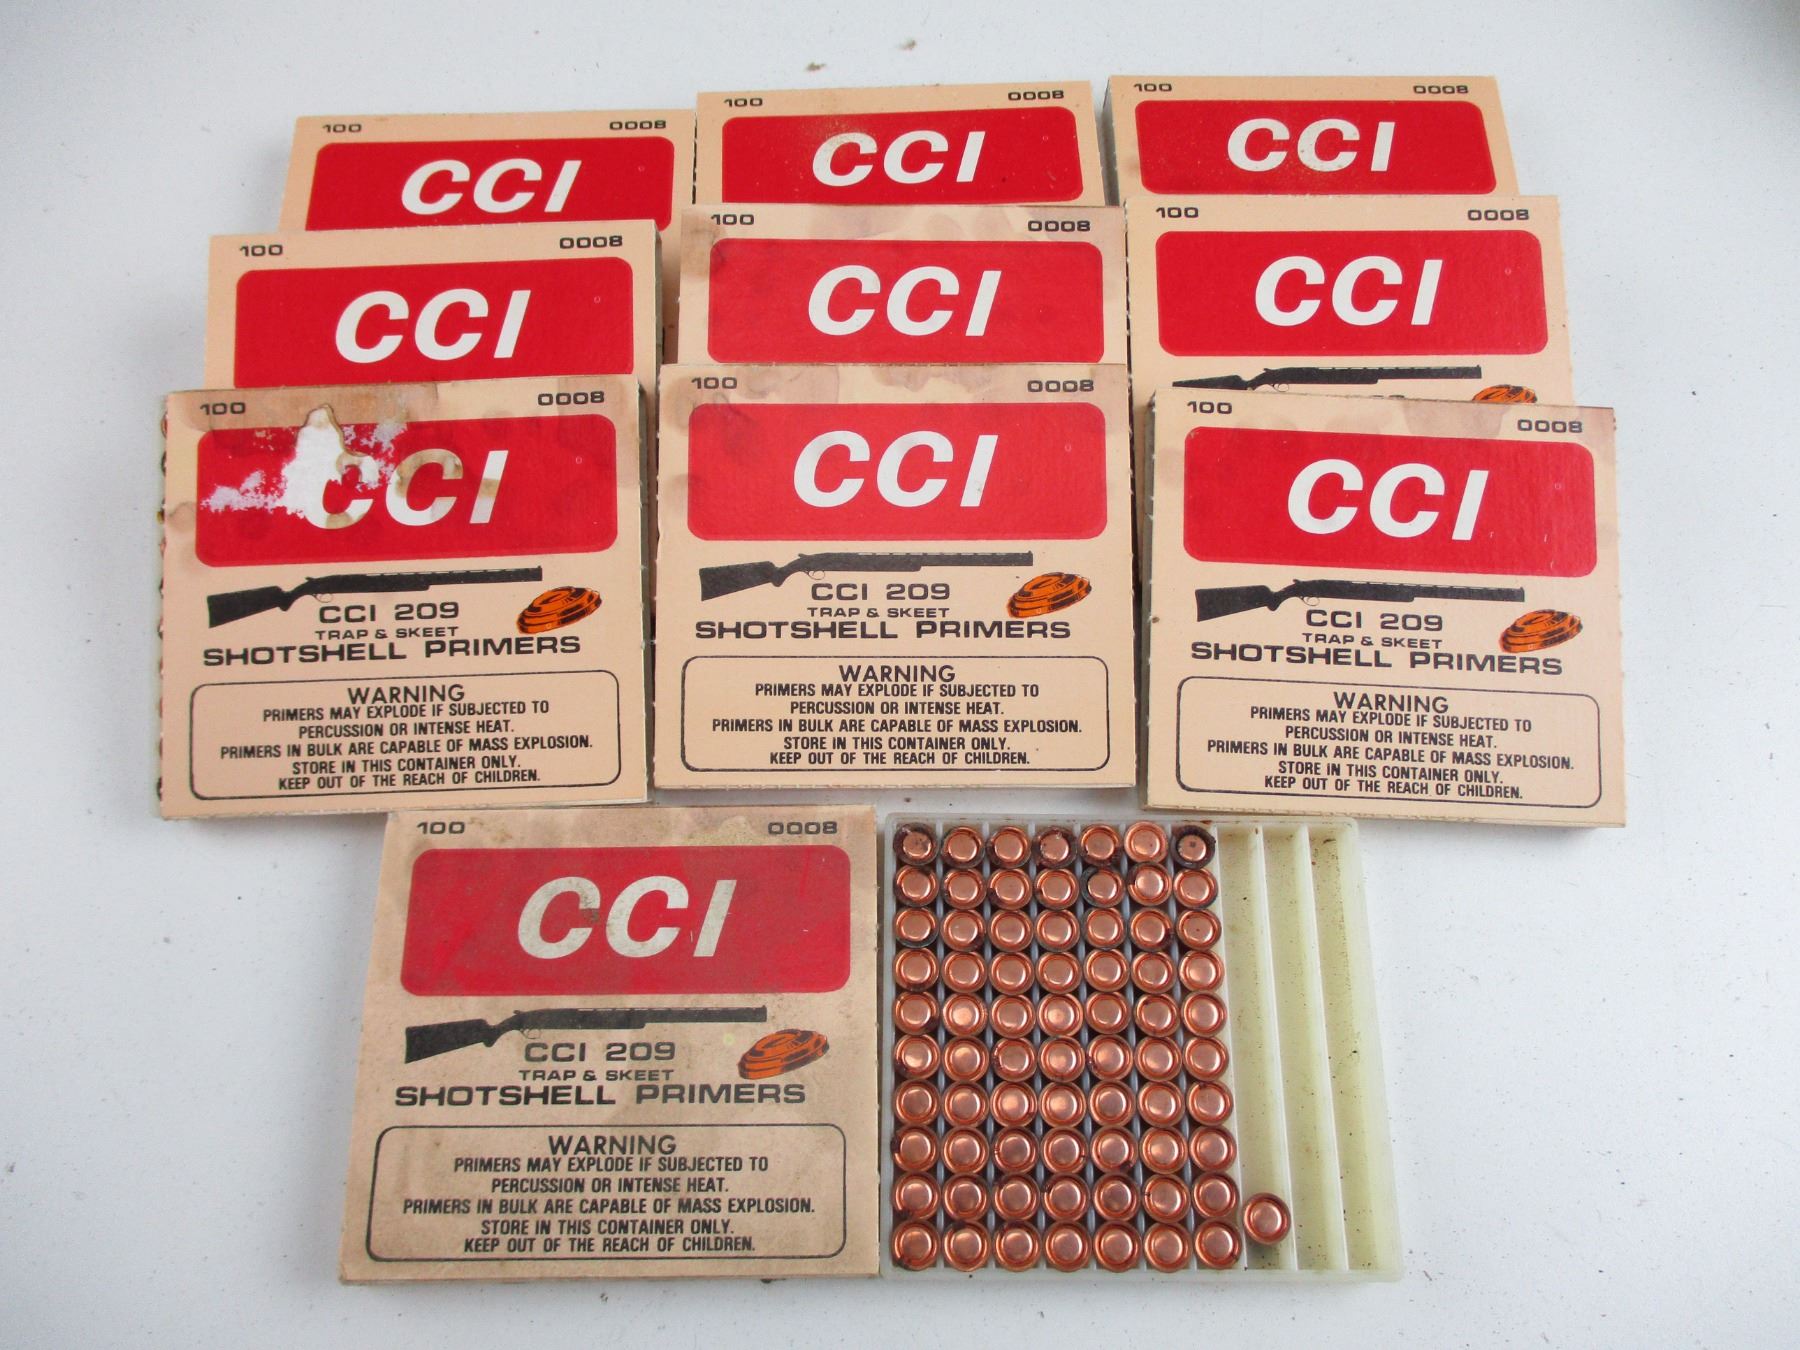 100 0008
CCI
100 0008
CCI
100 0008
CCI
100 0008
CCI
100 0008
CCI
100 0008
CCI
100 0008
CCI
CCI 209
TRAP & SKEET
SHOTSHELL PRIMERS
WARNING
PRIMERS MAY EXPLODE IF SUBJECTED TO
PERCUSSION OR INTENSE HEAT.
PRIMERS IN BULK ARE CAPABLE OF MASS EXPLOSION.
STORE IN THIS CONTAINER ONLY.
KEEP OUT OF THE REACH OF CHILDREN.
100 0008
CCI
CCI 209
TRAP & SKEET
SHOTSHELL PRIMERS
WARNING
PRIMERS MAY EXPLODE IF SUBJECTED TO
PERCUSSION OR INTENSE HEAT.
PRIMERS IN BULK ARE CAPABLE OF MASS EXPLOSION.
STORE IN THIS CONTAINER ONLY.
KEEP OUT OF THE REACH OF CHILDREN.
100 0008
CCI
CCI 209
TRAP & SKEET
SHOTSHELL PRIMERS
WARNING
PRIMERS MAY EXPLODE IF SUBJECTED TO
PERCUSSION OR INTENSE HEAT.
PRIMERS IN BULK ARE CAPABLE OF MASS EXPLOSION.
STORE IN THIS CONTAINER ONLY.
KEEP OUT OF THE REACH OF CHILDREN.
100 0008
CCI
CCI 209
TRAP & SKEET
SHOTSHELL PRIMERS
WARNING
PRIMERS MAY EXPLODE IF SUBJECTED TO
PERCUSSION OR INTENSE HEAT.
PRIMERS IN BULK ARE CAPABLE OF MASS EXPLOSION.
STORE IN THIS CONTAINER ONLY.
KEEP OUT OF THE REACH OF CHILDREN.